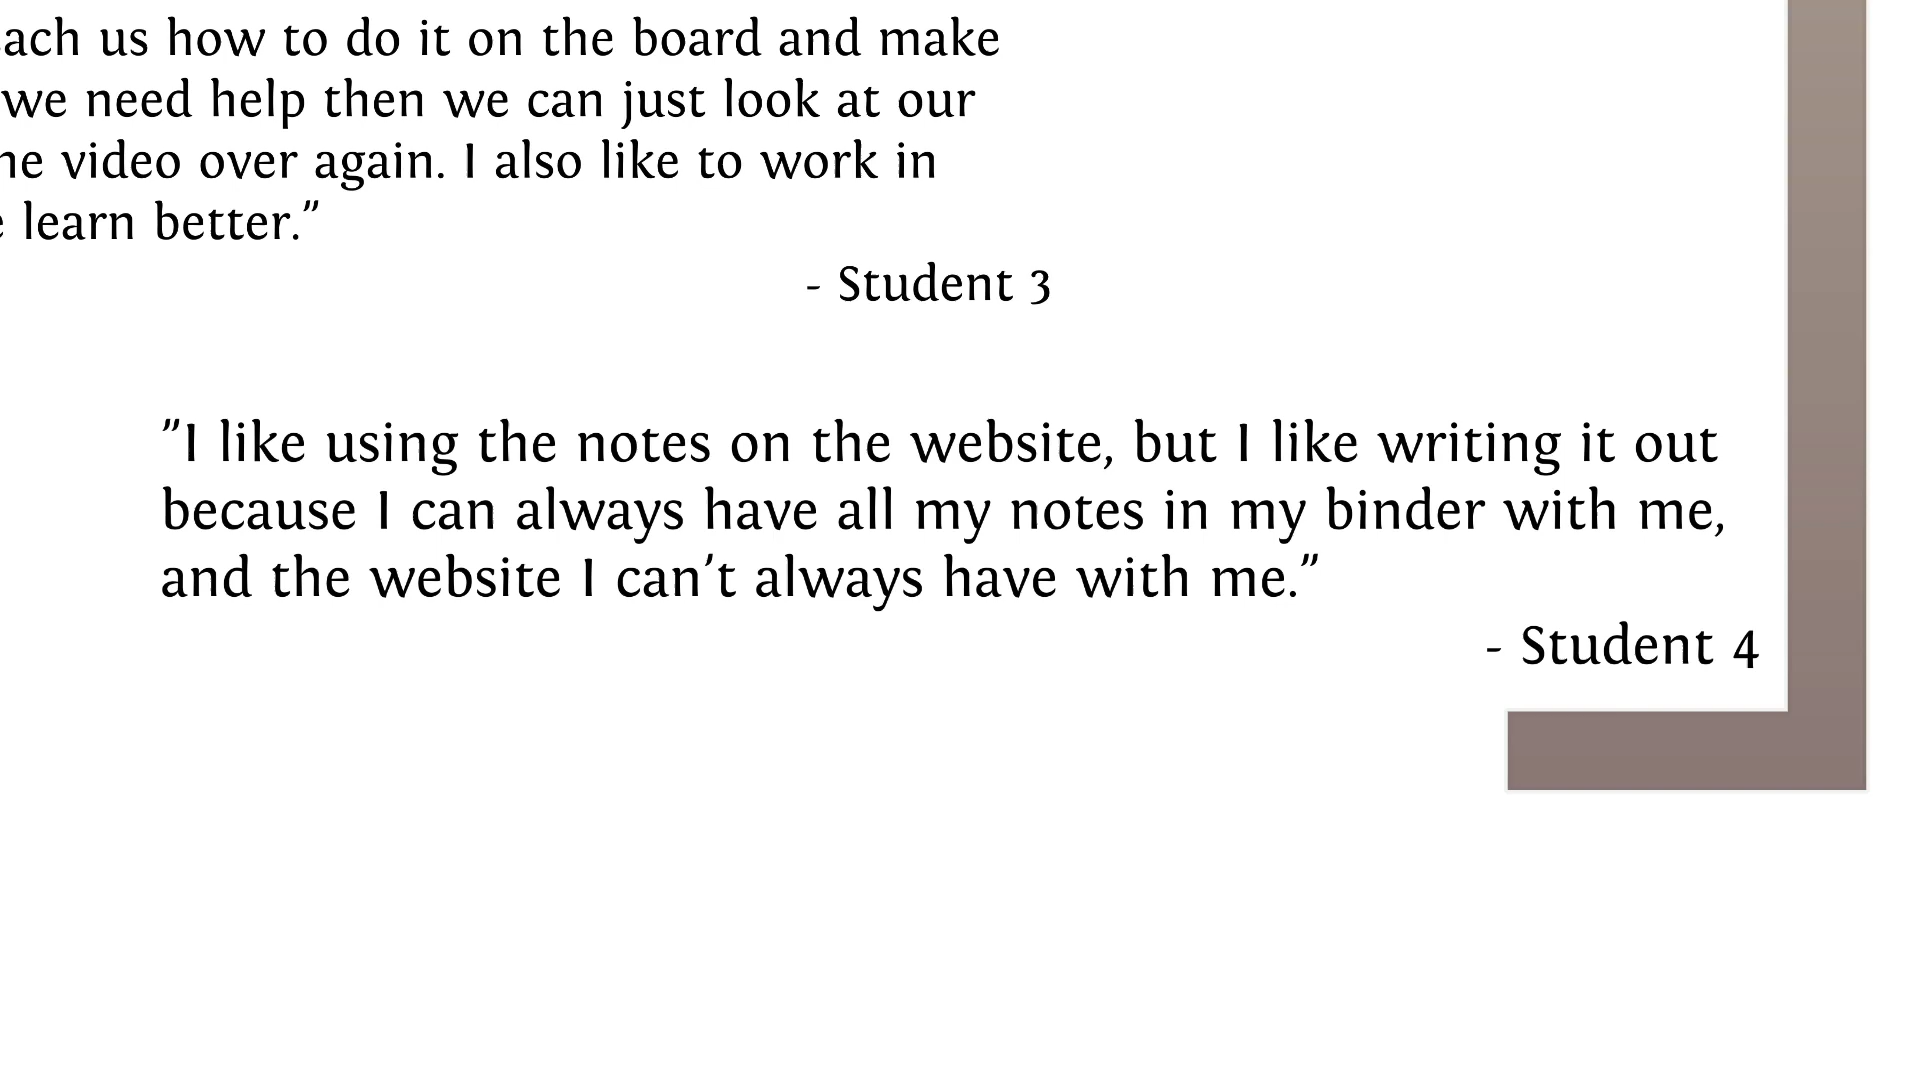 us how to do it on the board and make
we need help then we can just look at our
video over again. I also like to work in
learn better.”
- Student 3
"I like using the notes on the website, but I like writing it out
because I can always have all my notes in my binder with me,
and the website I can't always have with me.”
- Student 4